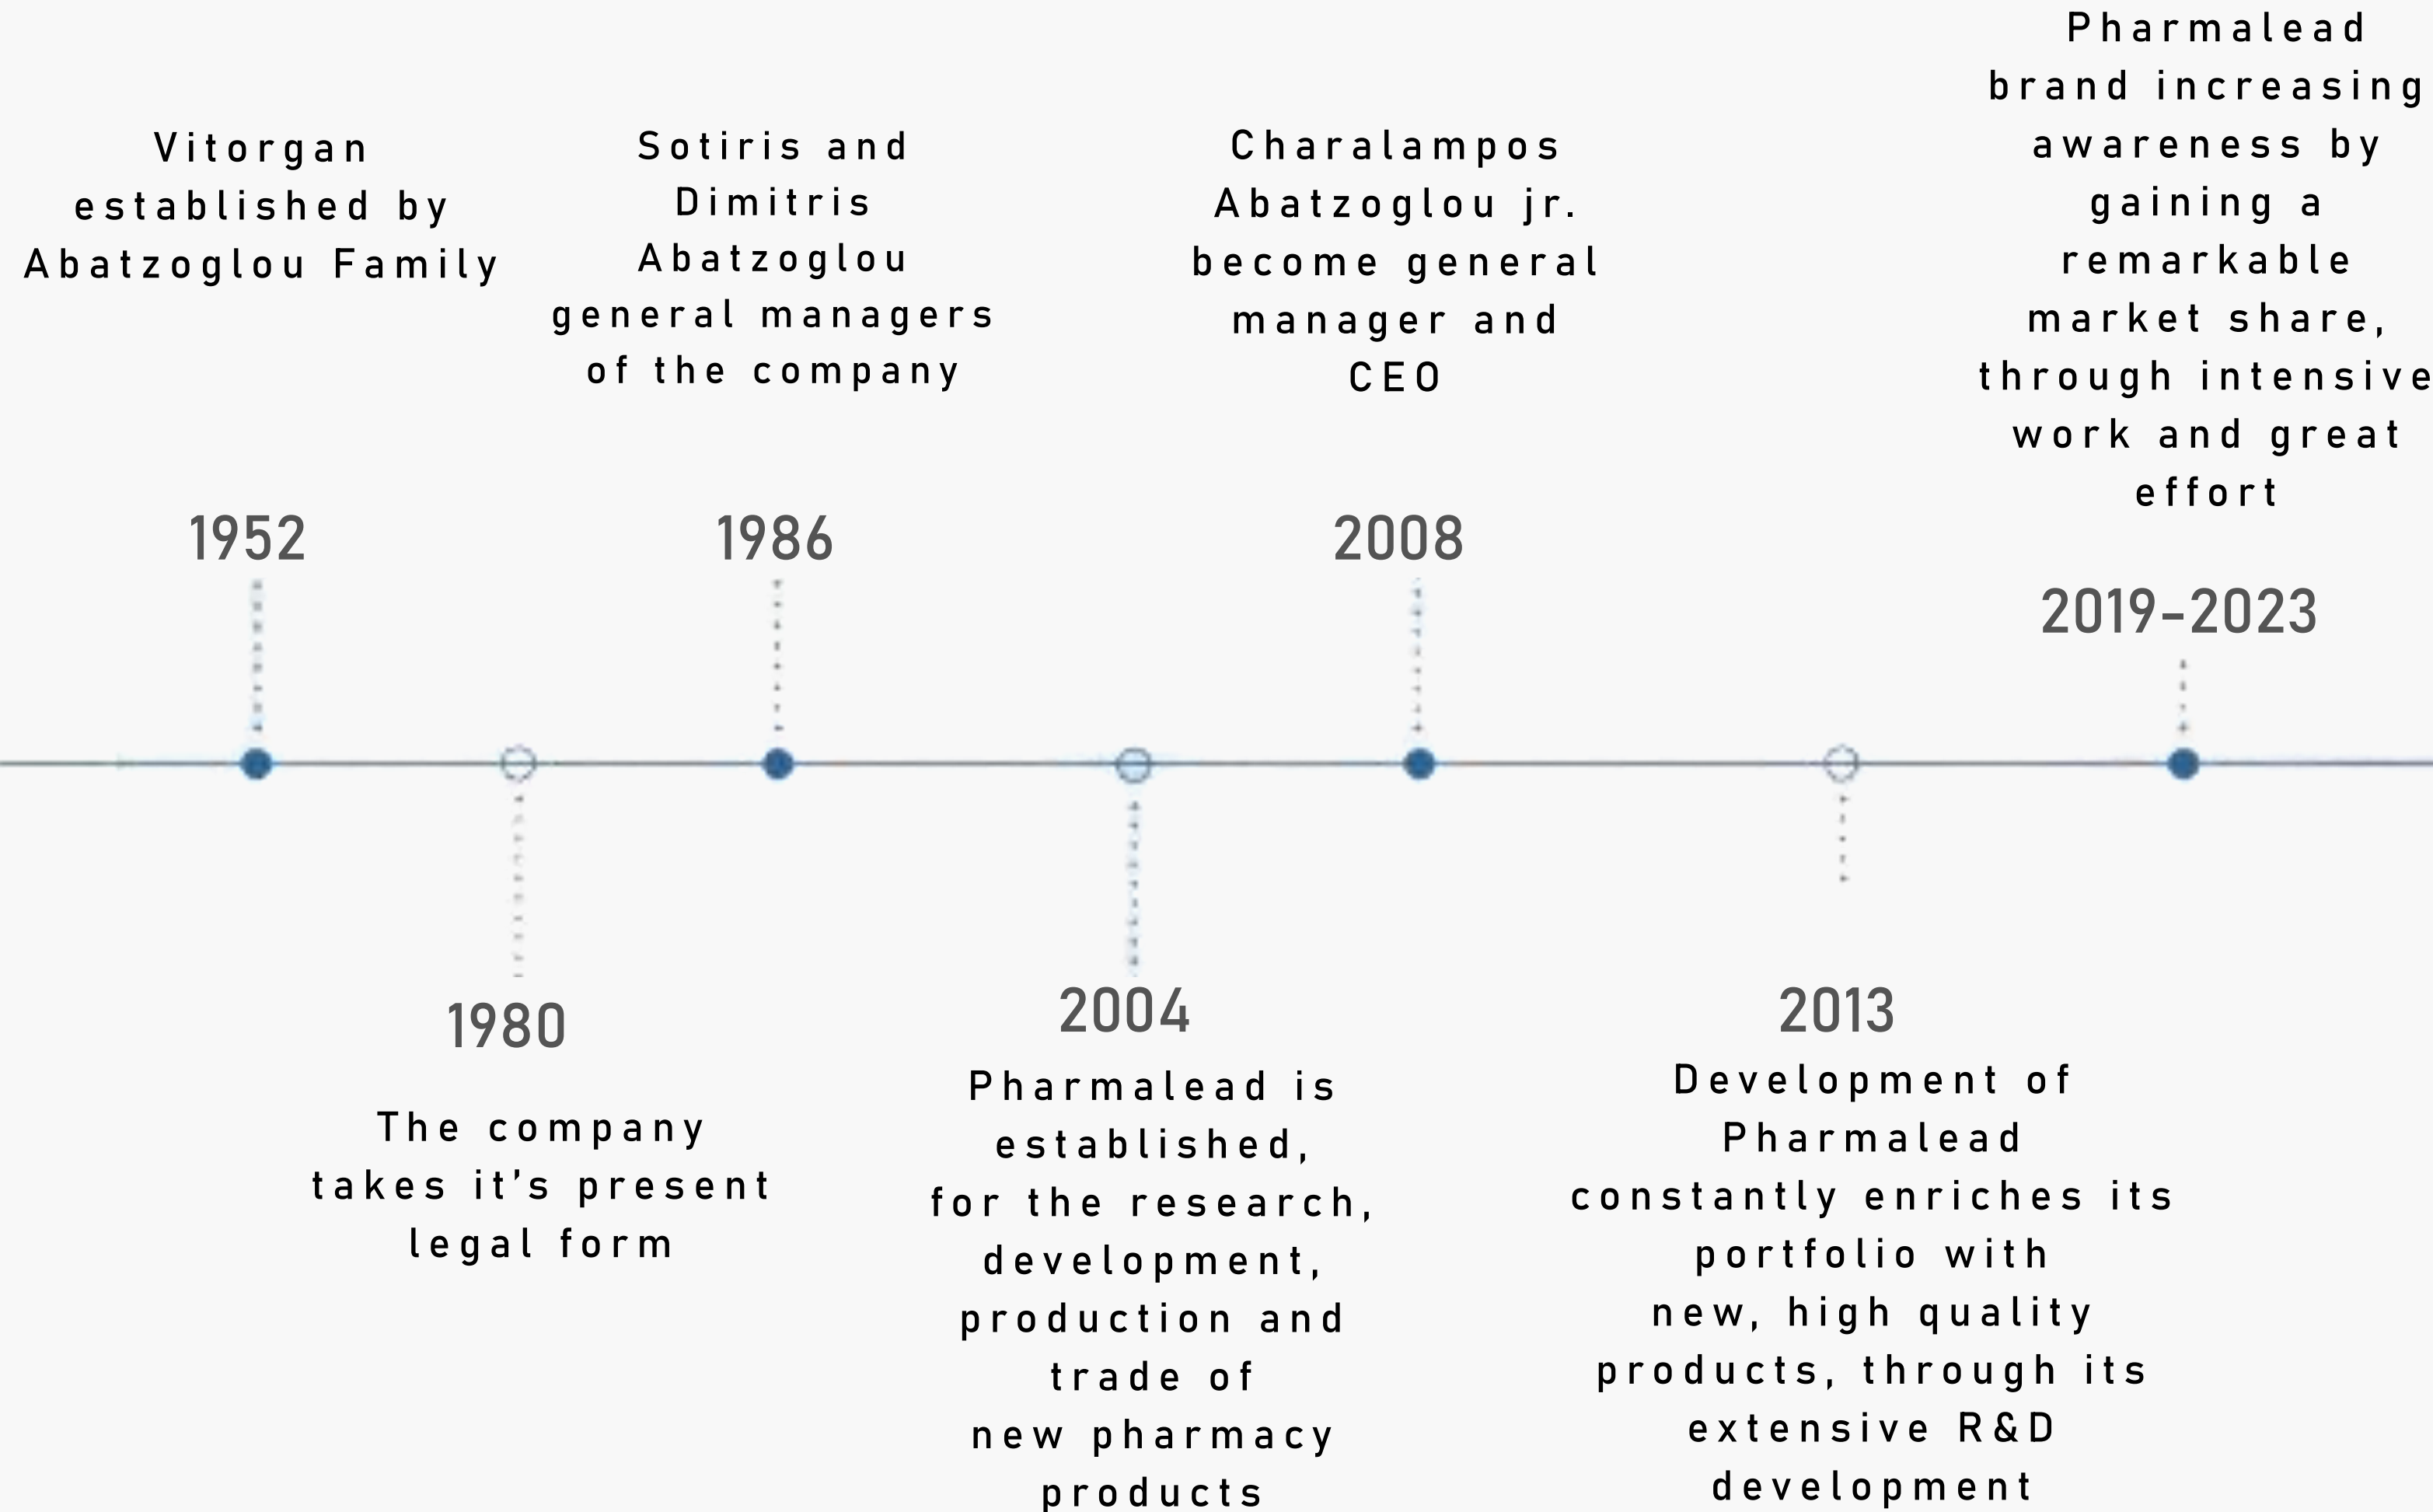 Vitorgan
established by
Abatzoglou Family
1952
The company
takes it's present
legal form
1980
Sotiris and
Dimitris
Abatzoglou
general managers
of the company
1986
2004
Pharmalead is
established,
for the research,
development,
production and
trade of
new pharmacy
products
Charalampos
Abatzoglou jr.
become general
manager and
CEO
2008
2013
Development of
Pharmalead
constantly enriches its
portfolio with
new, high quality
products, through its
extensive R&D
development
Pharmalead
brand increasing
awareness by
gaining a
remarkable
market share,
through intensive
work and great
effort
2019-2023